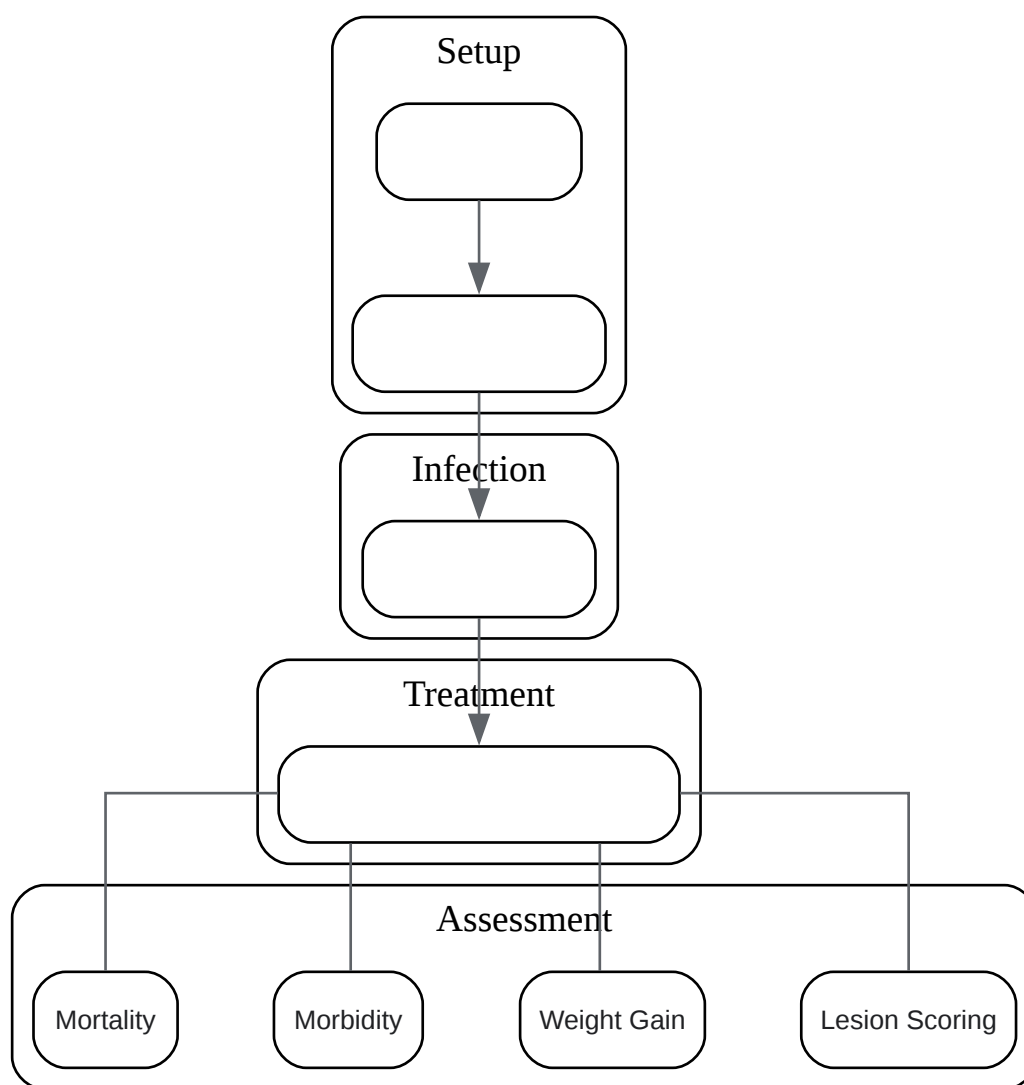 Setup
Infection
Treatment
Assessment
Mortality
Morbidity
Weight Gain
Lesion Scoring